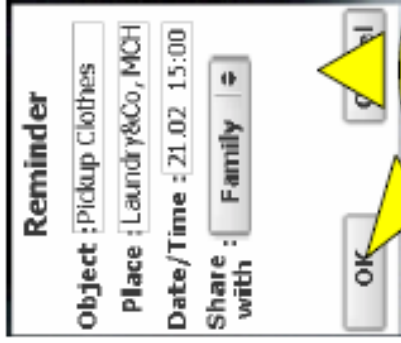 Reminder
Object : Pickup Clothes
Place : Laundry&Co, MCH
Date/Time : 21.02 15:00
Share : Family
with
OK